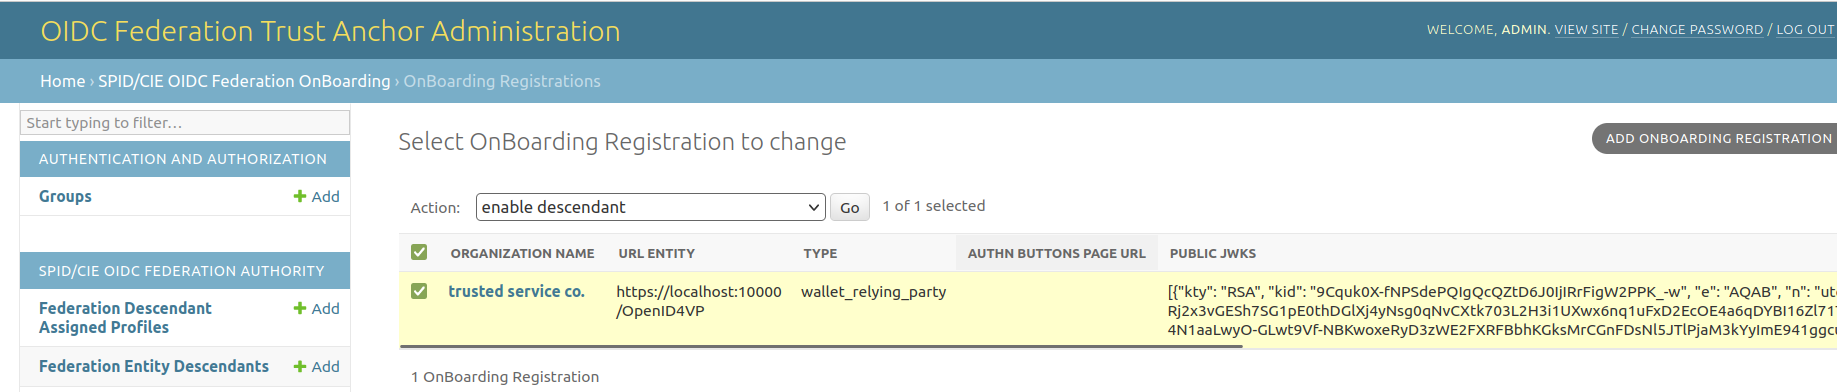 OIDC Federation Trust Anchor Administration
WELCOME, ADMIN. VIEW SITE / CHANGE PASSWORD / LOG OUT
Home › SPID/CIE OIDC Federation OnBoarding › OnBoarding Registrations
Start typing to filter…
AUTHENTICATION AND AUTHORIZATION
Groups + Add
SPID/CIE OIDC FEDERATION AUTHORITY
Federation Descendant
Assigned Profiles + Add
Federation Entity Descendants + Add
Select OnBoarding Registration to change
ADD ONBOARDING REGISTRATION
Action: enable descendant Go 1 of 1 selected
ORGANIZATION NAME URL ENTITY TYPE AUTHN BUTTONS PAGE URL PUBLIC JWKS
trusted service co. https://localhost:10000
/OpenID4VP wallet_relying_party
[{"kty": "RSA", "kid": "9Cquk0X-fNPSdePQIgQcQZtD6J0IjIRrFigW2PPK_-w", "e": "AQAB", "n": "ut
Rj2x3vGESh7SG1pE0thDGlXj4yNsg0qNvCXtk703L2H3i1UXwx6nq1uFxD2EcOE4a6qDYBI16Zl71
4N1aaLwyO-GLwt9Vf-NBKwoxeRyD3zWE2FXRFBbhKGksMrCGnFDsNl5JTlPjaM3kYyImE941ggcu
1 OnBoarding Registration